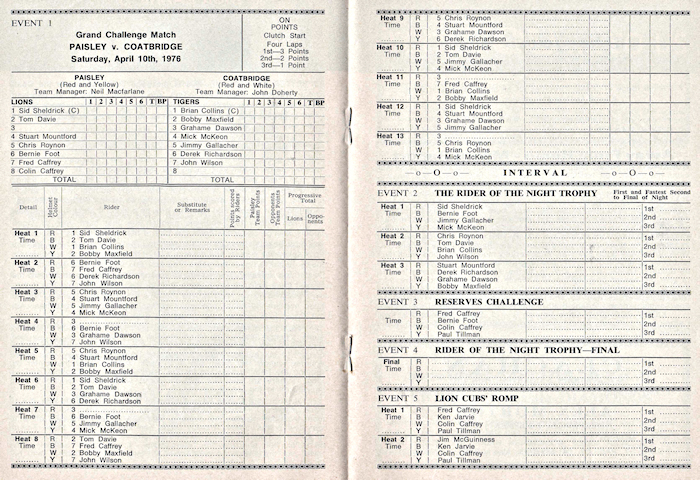 EVENT 1
Grand Challenge Match
PAISLEY v. COATBRIDGE
Saturday, April 10th, 1976
ON
POINTS
Clutch Start
Four Laps
1st—3 Points
2nd—2 Points
3rd—1 Point
PAISLEY
(Red and Yellow)
Team Manager: Neil Macfarlane
COATBRIDGE
(Red and White)
Team Manager: John Doherty
LIONS 1 2 3 4 5 6 T BP
1 Sid Sheldrick (C)
2 Tom Davie
3
4 Stuart Mountford
5 Chris Roynon
6 Bernie Foot
7 Fred Caffrey
8 Colin Caffrey
TOTAL
TIGERS 1 2 3 4 5 6 T BP
1 Brian Collins (C)
2 Bobby Maxfield
3 Grahame Dawson
4 Mick McKeon
5 Jimmy Gallacher
6 Derek Richardson
7 John Wilson
8
TOTAL
Detail Helmet Colour Rider Substitute or Remarks Points scored by Riders Paisley Team Points Opponents Team Points Progressive Total Lions Opponents
Heat 1 R 1 Sid Sheldrick
Time B 2 Tom Davie
W 1 Brian Collins
Y 2 Bobby Maxfield
Heat 2 R 6 Bernie Foot
Time B 7 Fred Caffrey
W 6 Derek Richardson
Y 7 John Wilson
Heat 3 R 5 Chris Roynon
Time B 4 Stuart Mountford
W 5 Jimmy Gallacher
Y 4 Mick McKeon
Heat 4 R 3
Time B 6 Bernie Foot
W 3 Grahame Dawson
Y 7 John Wilson
Heat 5 R 5 Chris Roynon
Time B 4 Stuart Mountford
W 1 Brian Collins
Y 2 Bobby Maxfield
Heat 6 R 1 Sid Sheldrick
Time B 2 Tom Davie
W 3 Grahame Dawson
Y 6 Derek Richardson
Heat 7 R 3
Time B 6 Bernie Foot
W 5 Jimmy Gallacher
Y 4 Mick McKeon
Heat 8 R 2 Tom Davie
Time B 7 Fred Caffrey
W 2 Bobby Maxfield
Y 7 John Wilson
Heat 9 R 5 Chris Roynon
Time B 4 Stuart Mountford
W 3 Grahame Dawson
Y 6 Derek Richardson
Heat 10 R 1 Sid Sheldrick
Time B 2 Tom Davie
W 5 Jimmy Gallacher
Y 4 Mick McKeon
Heat 11 R 3
Time B 7 Fred Caffrey
W 1 Brian Collins
Y 2 Bobby Maxfield
Heat 12 R 1 Sid Sheldrick
Time B 4 Stuart Mountford
W 3 Grahame Dawson
Y 5 Jimmy Gallacher
Heat 13 R 3
Time B 5 Chris Roynon
W 1 Brian Collins
Y 4 Mick McKeon
—o—O—o— INTERVAL —o—O—o—
EVENT 2 THE RIDER OF THE NIGHT TROPHY First and Fastest Second to Final of Night
Heat 1 R Sid Sheldrick 1st
Time B Bernie Foot
W Jimmy Gallacher 2nd
Y Mick McKeon 3rd
Heat 2 R Chris Roynon 1st
Time B Tom Davie
W Brian Collins 2nd
Y John Wilson 3rd
Heat 3 R Stuart Mountford 1st
Time B Derek Richardson
W Grahame Dawson 2nd
Y Bobby Maxfield 3rd
EVENT 3 RESERVES CHALLENGE
R Fred Caffrey 1st
Time B Bernie Foot
W Colin Caffrey 2nd
Y Paul Tillman 3rd
EVENT 4 RIDER OF THE NIGHT TROPHY—FINAL
Final R 1st
Time B
W 2nd
Y 3rd
EVENT 5 LION CUBS' ROMP
Heat 1 R Fred Caffrey 1st
Time B Ken Jarvie
W Colin Caffrey 2nd
Y Paul Tillman 3rd
Heat 2 R Jim McGuinness 1st
Time B Ken Jarvie
W Colin Caffrey 2nd
Y Paul Tillman 3rd